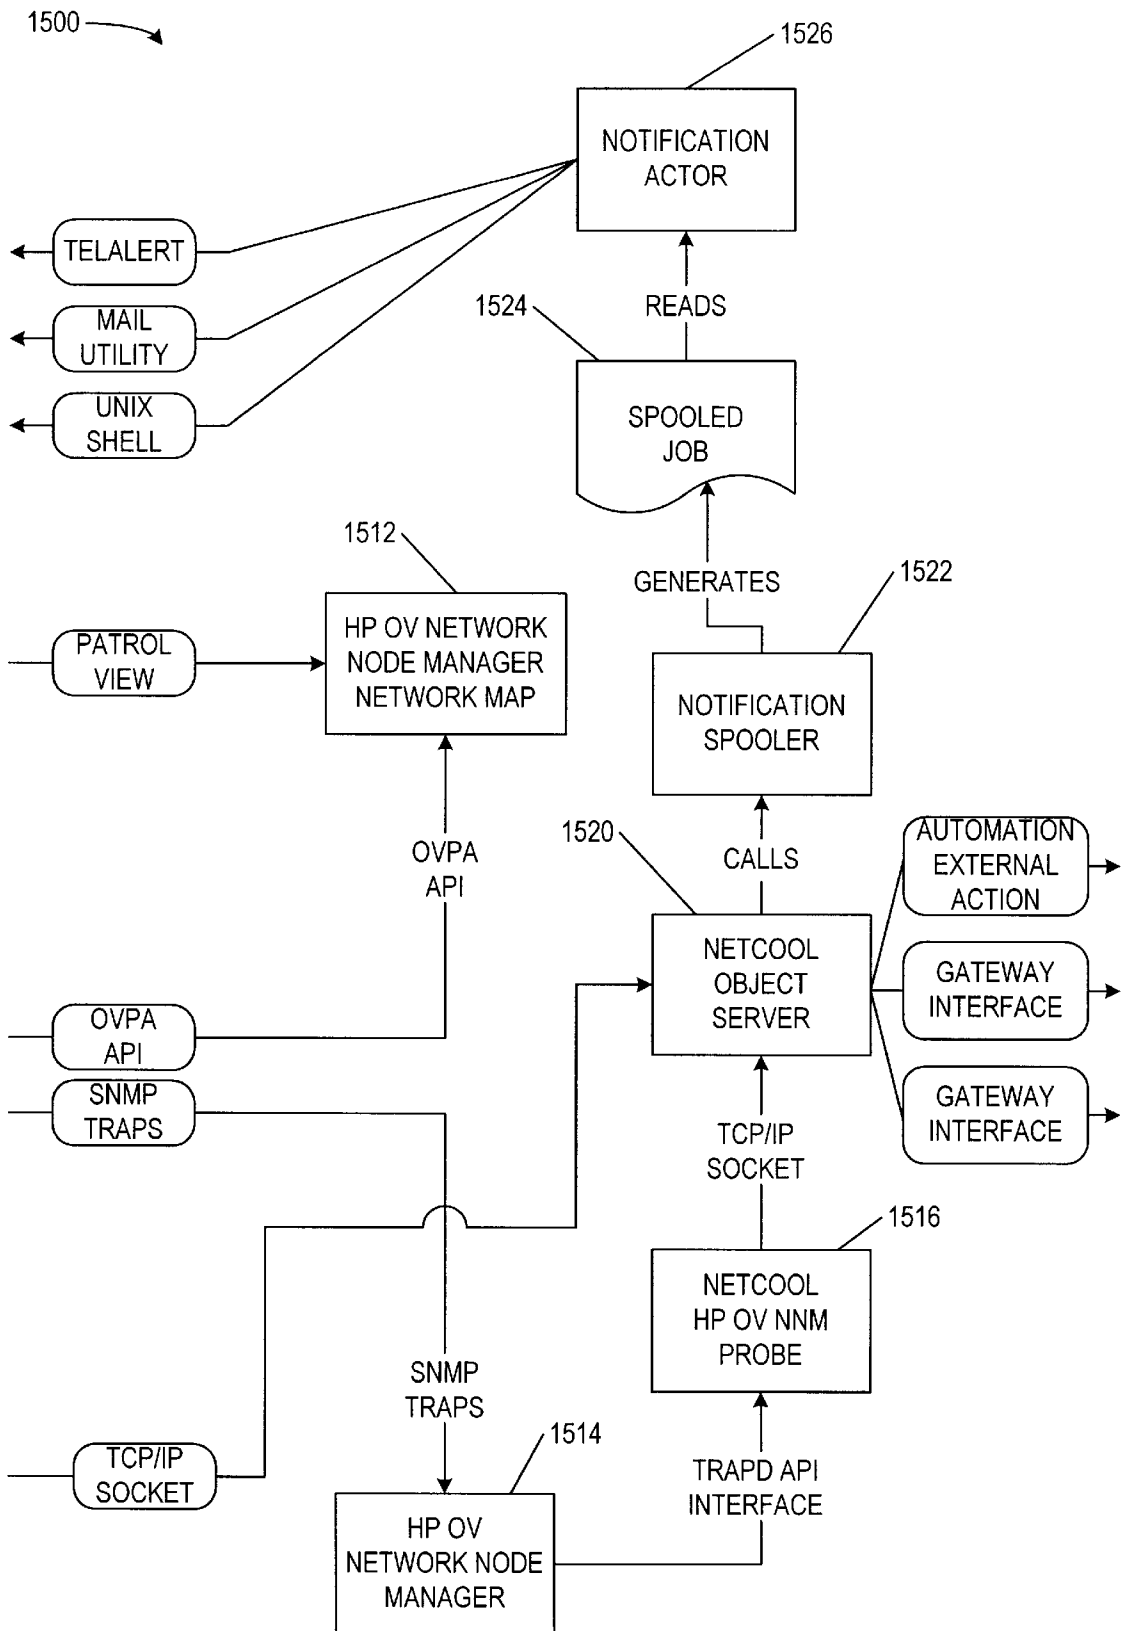 1500
1526
NOTIFICATION
ACTOR
TELALERT
MAIL
UTILITY
UNIX
SHELL
READS
1524
SPOOLED
JOB
1512
GENERATES
1522
PATROL
VIEW
HP OV NETWORK
NODE MANAGER
NETWORK MAP
NOTIFICATION
SPOOLER
OVPA
API
1520
CALLS
AUTOMATION
EXTERNAL
ACTION
NETCOOL
OBJECT
SERVER
GATEWAY
INTERFACE
OVPA
API
SNMP
TRAPS
GATEWAY
INTERFACE
TCP/IP
SOCKET
1516
NETCOOL
HP OV NNM
PROBE
SNMP
TRAPS
TCP/IP
SOCKET
1514
TRAPD API
INTERFACE
HP OV
NETWORK NODE
MANAGER